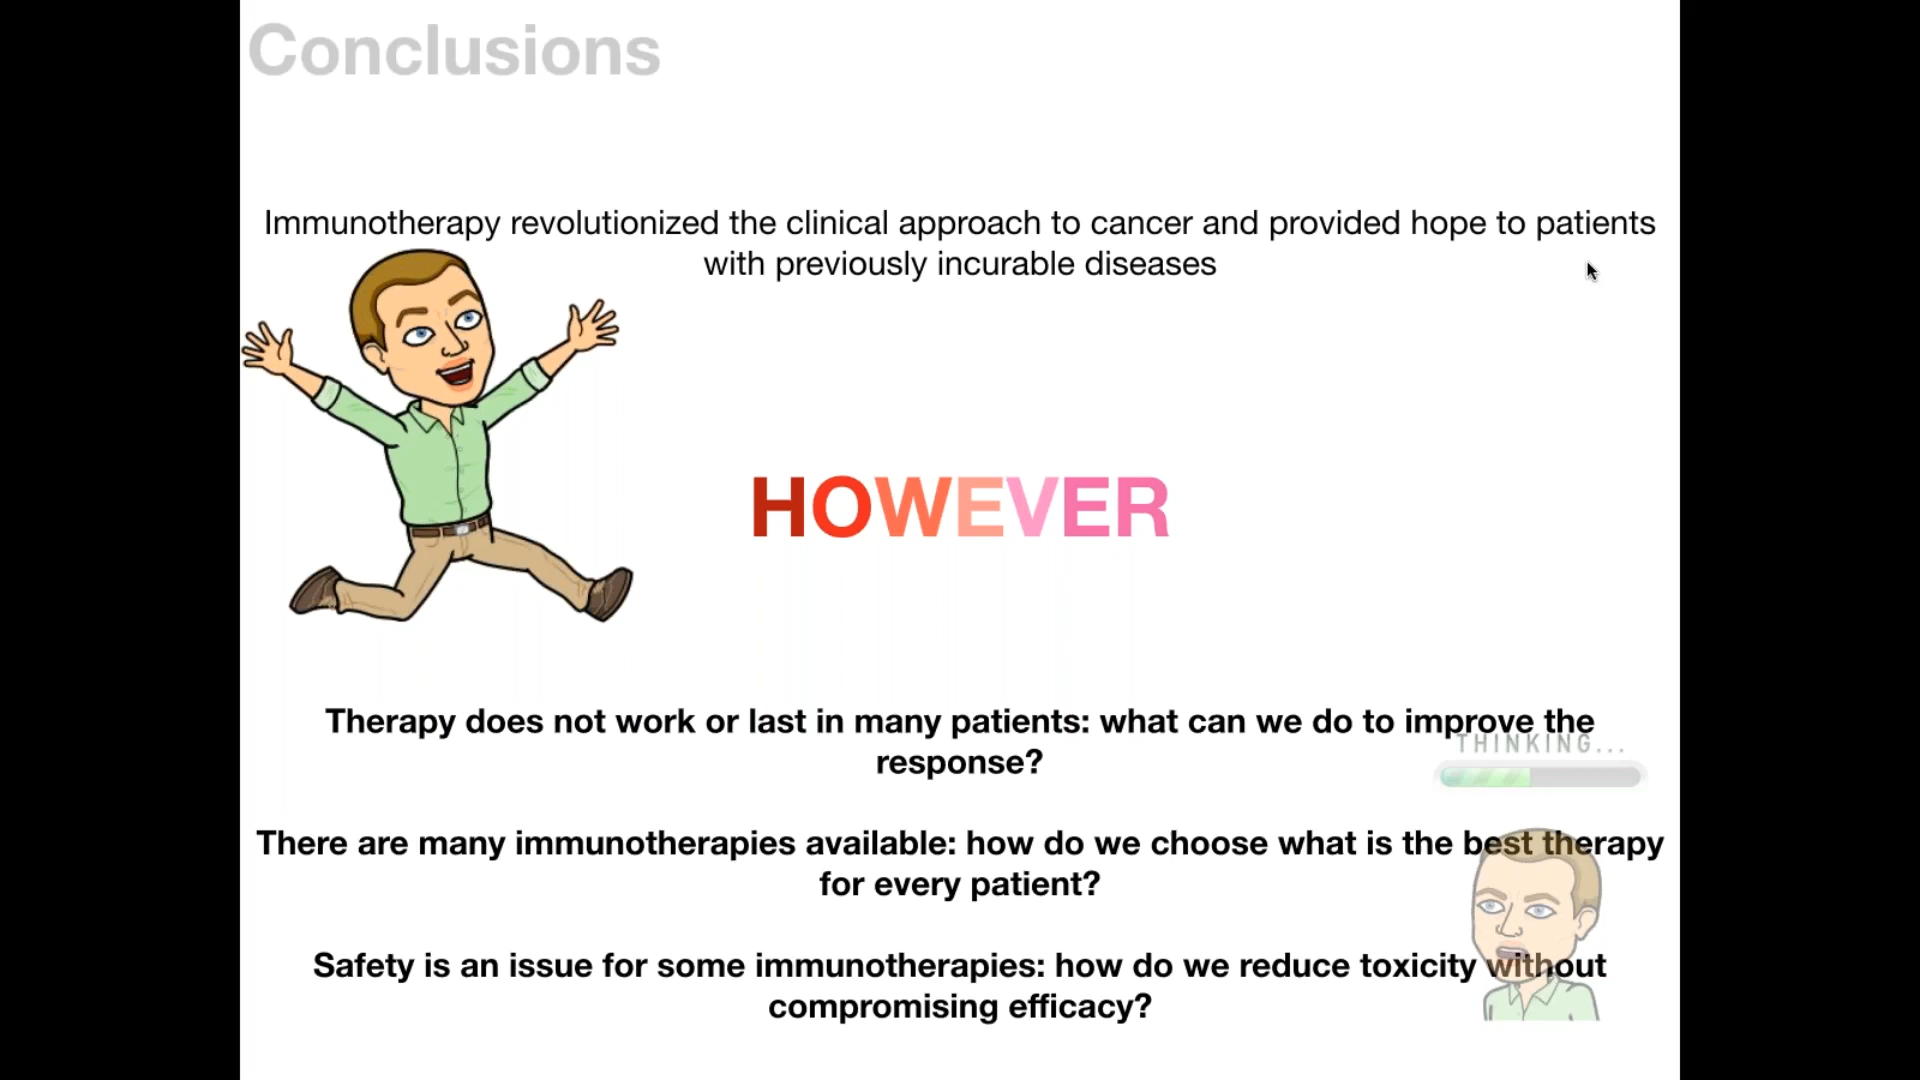 Conclusions
Immunotherapy revolutionized the clinical approach to cancer and provided hope to patients
with previously incurable diseases
HOWEVER
Therapy does not work or last in many patients: what can we do to improve the
response?
THINKING...
There are many immunotherapies available: how do we choose what is the best therapy
for every patient?
Safety is an issue for some immunotherapies: how do we reduce toxicity without
compromising efficacy?